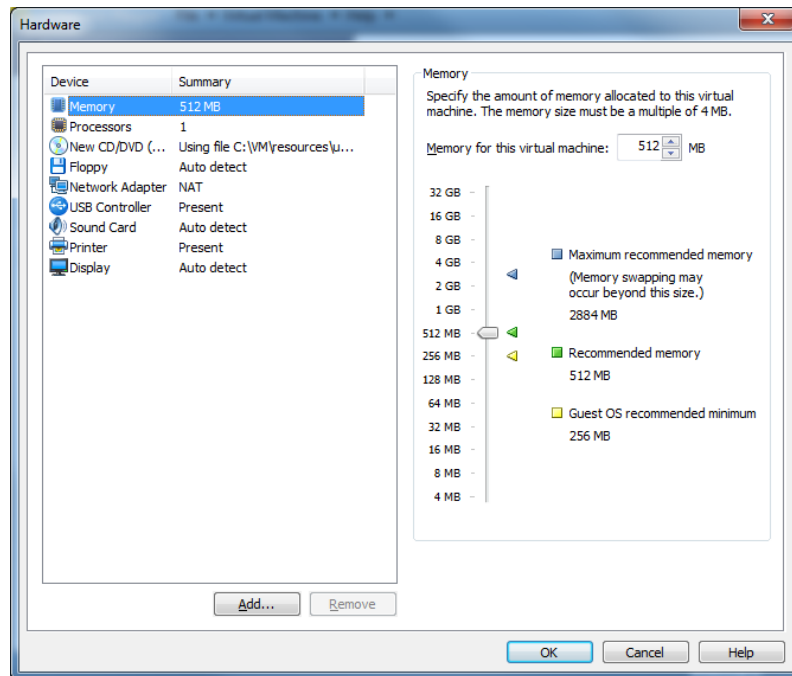 Hardware
Device Summary
Memory 512 MB
Processors 1
New CD/DVD (... Using file C:\VM\resources\u...
Floppy Auto detect
Network Adapter NAT
USB Controller Present
Sound Card Auto detect
Printer Present
Display Auto detect
Add... Remove
Memory
Specify the amount of memory allocated to this virtual
machine. The memory size must be a multiple of 4 MB.
Memory for this virtual machine: 512 MB
32 GB
16 GB
8 GB
4 GB
2 GB
1 GB
512 MB
256 MB
128 MB
64 MB
32 MB
16 MB
8 MB
4 MB
Maximum recommended memory
(Memory swapping may
occur beyond this size.)
2884 MB
Recommended memory
512 MB
Guest OS recommended minimum
256 MB
OK Cancel Help